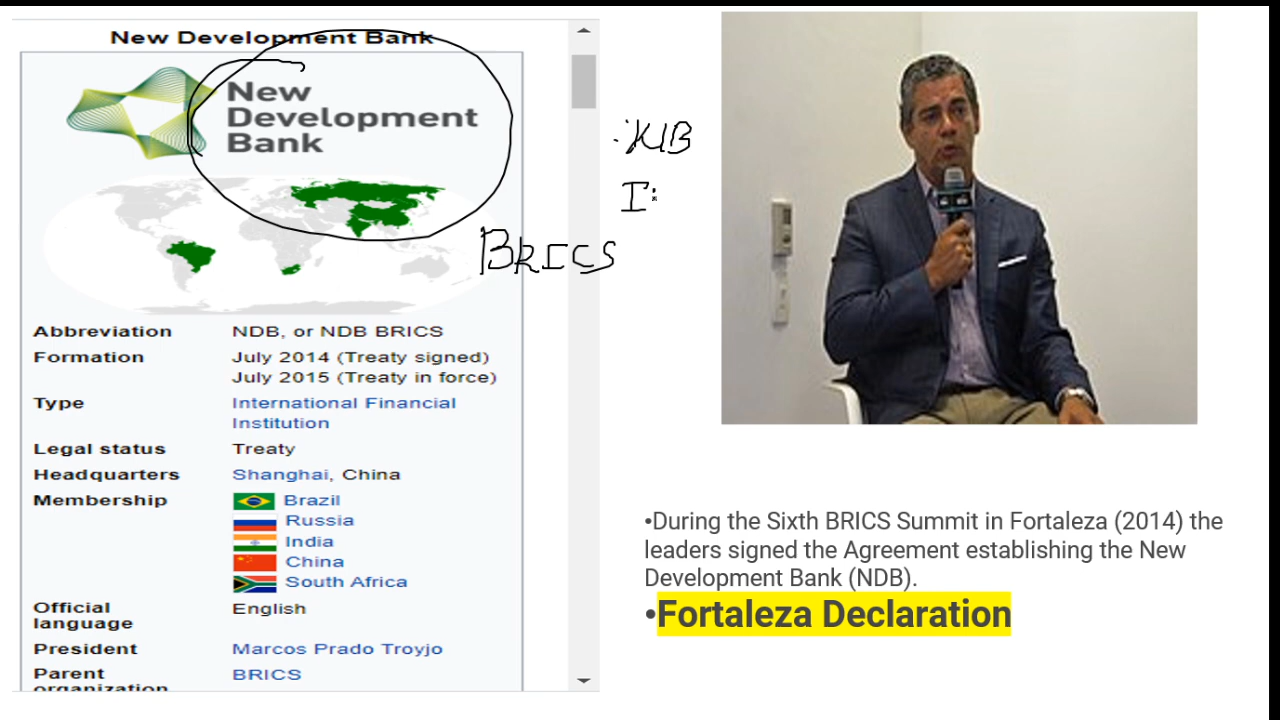 New Development Bank
New
Development
Bank
BRICS
Abbreviation NDB, or NDB BRICS
Formation July 2014 (Treaty signed)
July 2015 (Treaty in force)
Type International Financial
Institution
Legal status Treaty
Headquarters Shanghai, China
Membership Brazil
Russia
India
China
South Africa
Official English
language
President Marcos Prado Troyjo
Parent BRICS
organization
•During the Sixth BRICS Summit in Fortaleza (2014) the
leaders signed the Agreement establishing the New
Development Bank (NDB).
•Fortaleza Declaration